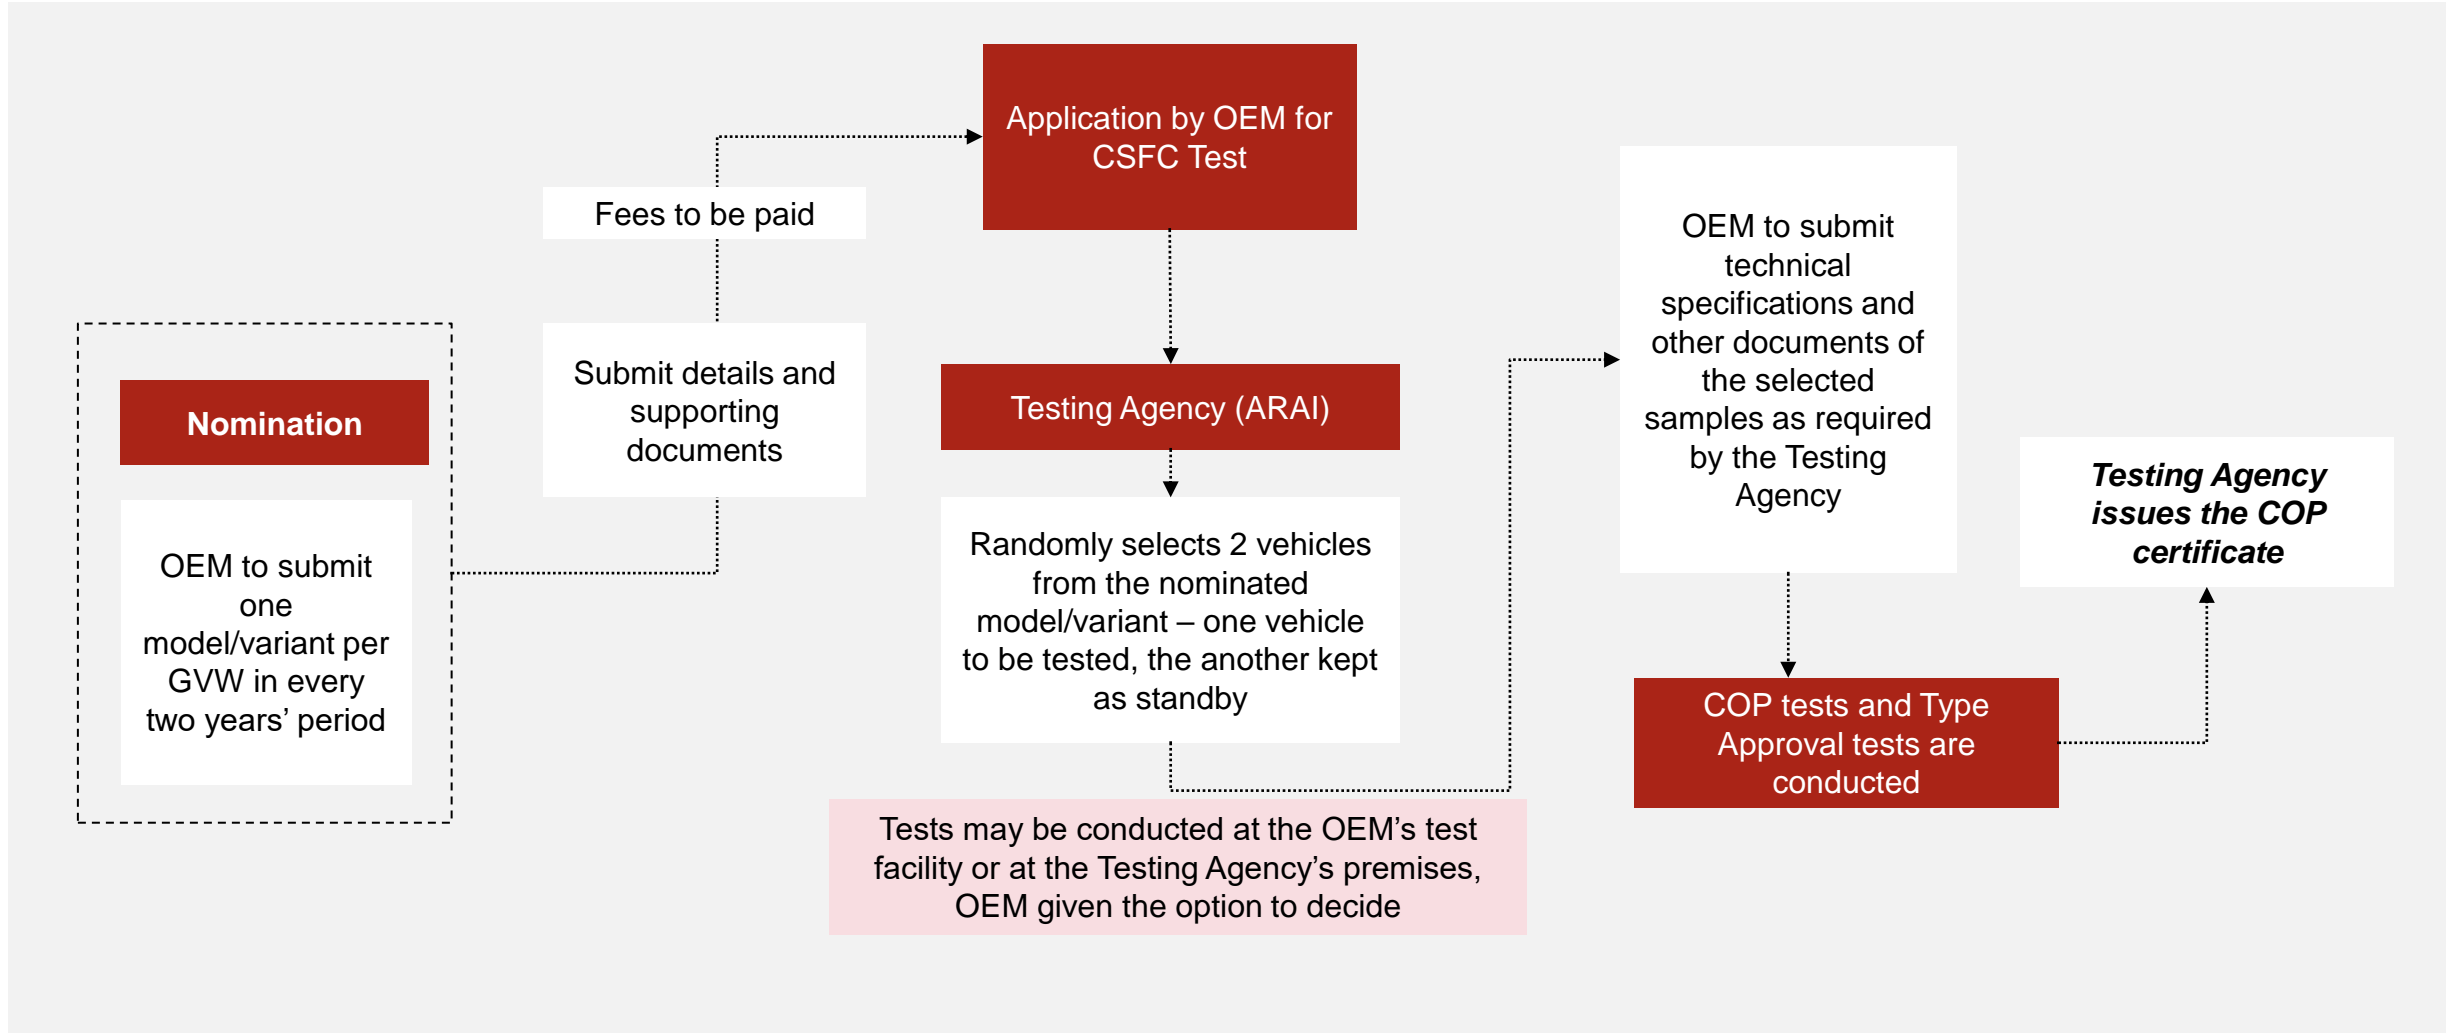 Nomination
OEM to submit
one
model/variant per
GVW in every
two years’ period
Submit details and
supporting
documents
Fees to be paid
Application by OEM for
CSFC Test
Testing Agency (ARAI)
Randomly selects 2 vehicles
from the nominated
model/variant – one vehicle
to be tested, the another kept
as standby
Tests may be conducted at the OEM’s test
facility or at the Testing Agency’s premises,
OEM given the option to decide
OEM to submit
technical
specifications and
other documents of
the selected
samples as required
by the Testing
Agency
COP tests and Type
Approval tests are
conducted
Testing Agency
issues the COP
certificate